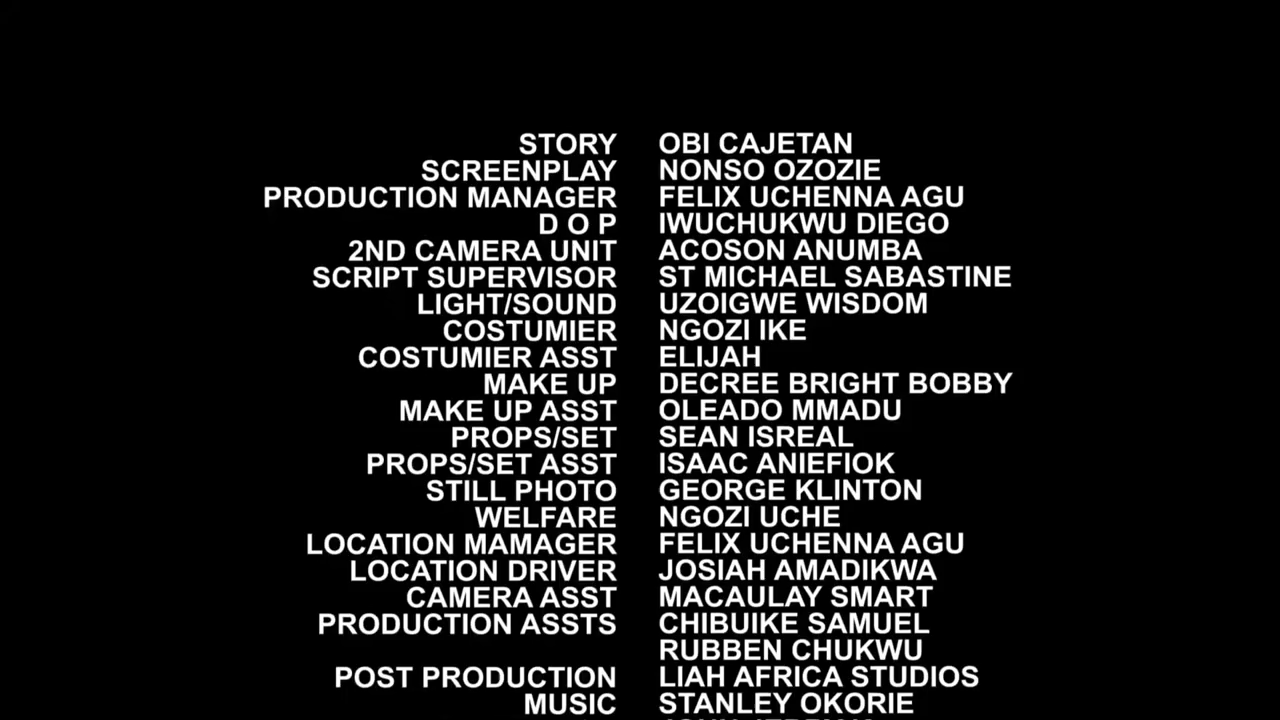 STORY OBI CAJETAN
SCREENPLAY NONSO OZOZIE
PRODUCTION MANAGER FELIX UCHENNA AGU
D O P IWUCHUKWU DIEGO
2ND CAMERA UNIT ACOSON ANUMBA
SCRIPT SUPERVISOR ST MICHAEL SABASTINE
LIGHT/SOUND UZOIGWE WISDOM
COSTUMIER NGOZI IKE
COSTUMIER ASST ELIJAH
MAKE UP DECREE BRIGHT BOBBY
MAKE UP ASST OLEADO MMADU
PROPS/SET SEAN ISREAL
PROPS/SET ASST ISAAC ANIEFIOK
STILL PHOTO GEORGE KLINTON
WELFARE NGOZI UCHE
LOCATION MAMAGER FELIX UCHENNA AGU
LOCATION DRIVER JOSIAH AMADIKWA
CAMERA ASST MACAULAY SMART
PRODUCTION ASSTS CHIBUIKE SAMUEL
RUBBEN CHUKWU
POST PRODUCTION LIAH AFRICA STUDIOS
MUSIC STANLEY OKORIE